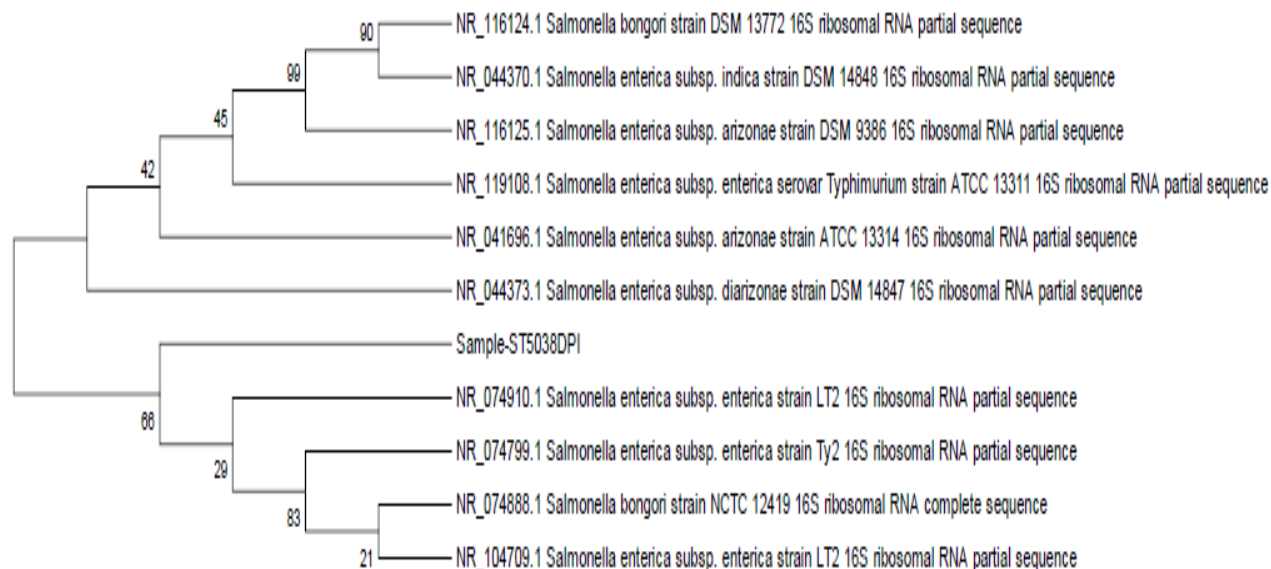 90
NR_116124.1 Salmonella bongori strain DSM 13772 16S ribosomal RNA partial sequence
99
NR_044370.1 Salmonella enterica subsp. indica strain DSM 14848 16S ribosomal RNA partial sequence
45
NR_116125.1 Salmonella enterica subsp. arizonae strain DSM 9386 16S ribosomal RNA partial sequence
42
NR_119108.1 Salmonella enterica subsp. enterica serovar Typhimurium strain ATCC 13311 16S ribosomal RNA partial sequence
NR_041696.1 Salmonella enterica subsp. arizonae strain ATCC 13314 16S ribosomal RNA partial sequence
NR_044373.1 Salmonella enterica subsp. diarizonae strain DSM 14847 16S ribosomal RNA partial sequence
Sample-ST5038DPI
NR_074910.1 Salmonella enterica subsp. enterica strain LT2 16S ribosomal RNA partial sequence
66
NR_074799.1 Salmonella enterica subsp. enterica strain Ty2 16S ribosomal RNA partial sequence
29
NR_074888.1 Salmonella bongori strain NCTC 12419 16S ribosomal RNA complete sequence
83
NR_104709.1 Salmonella enterica subsp. enterica strain LT2 16S ribosomal RNA partial sequence
21